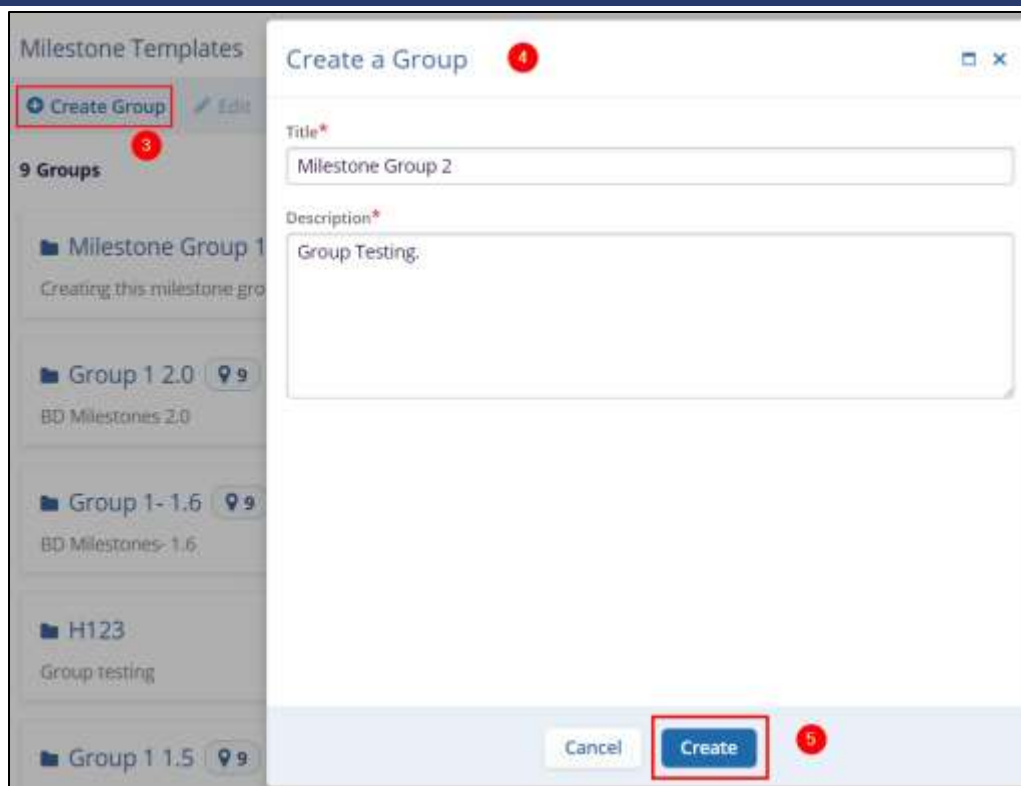 Milestone Templates
Create Group
Edit
3
9 Groups
Milestone Group 1
Creating this milestone gro
Group 1 2.0 9
BD Milestones 2.0
Group 1- 1.6 9
BD Milestones- 1.6
H123
Group testing
Group 1 1.5 9
Create a Group 4
Title*
Milestone Group 2
Description*
Group Testing.
Cancel Create 5